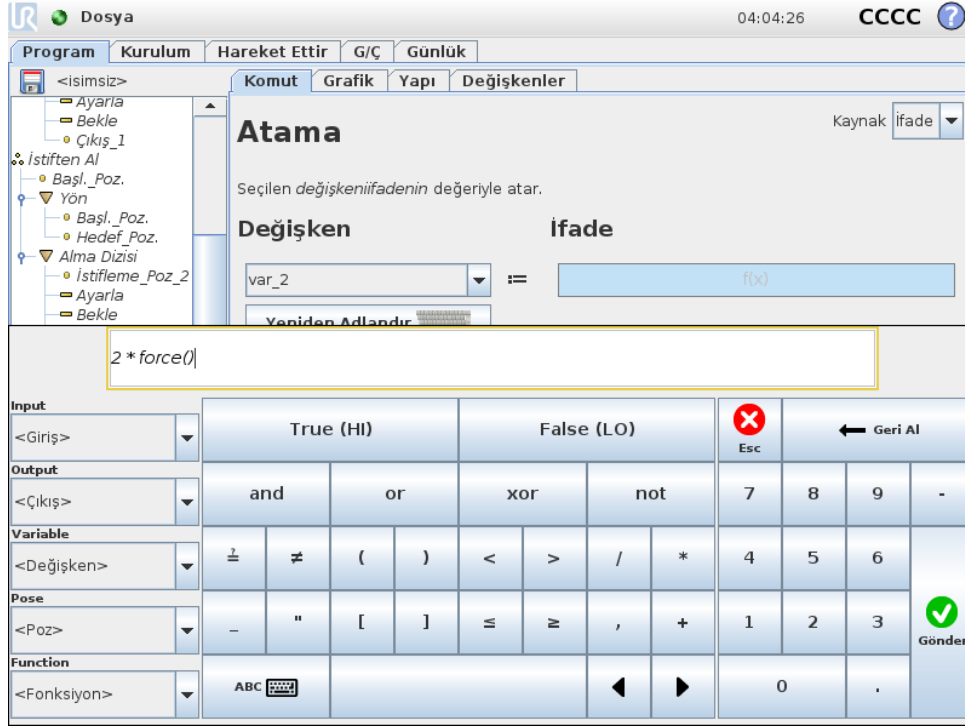 UR Dosya 04:04:26 CCCC ?
Program Kurulum Hareket Ettir G/Ç Günlük
<isimsiz> Komut Grafik Yapı Değişkenler
Ayarla
Bekle
Çıkış_1
İstiften Al
Başl._Poz.
Yön
Başl._Poz.
Hedef_Poz.
Alma Dizisi
İstifleme_Poz_2
Ayarla
Bekle
Atama
Kaynak İfade
Seçilen değişkeniifadenin değeriyle atar.
Değişken İfade
var_2 := f(x)
Yeniden Adlandır
2 * force()
Input
<Giriş>
Output
<Çıkış>
Variable
<Değişken>
Pose
<Poz>
Function
<Fonksiyon>
True (HI) False (LO) Esc Geri Al
and or xor not 7 8 9 -
≟ ≠ ( ) < > / * 4 5 6
_ " [ ] ≤ ≥ , + 1 2 3 Gönder
ABC 0 .